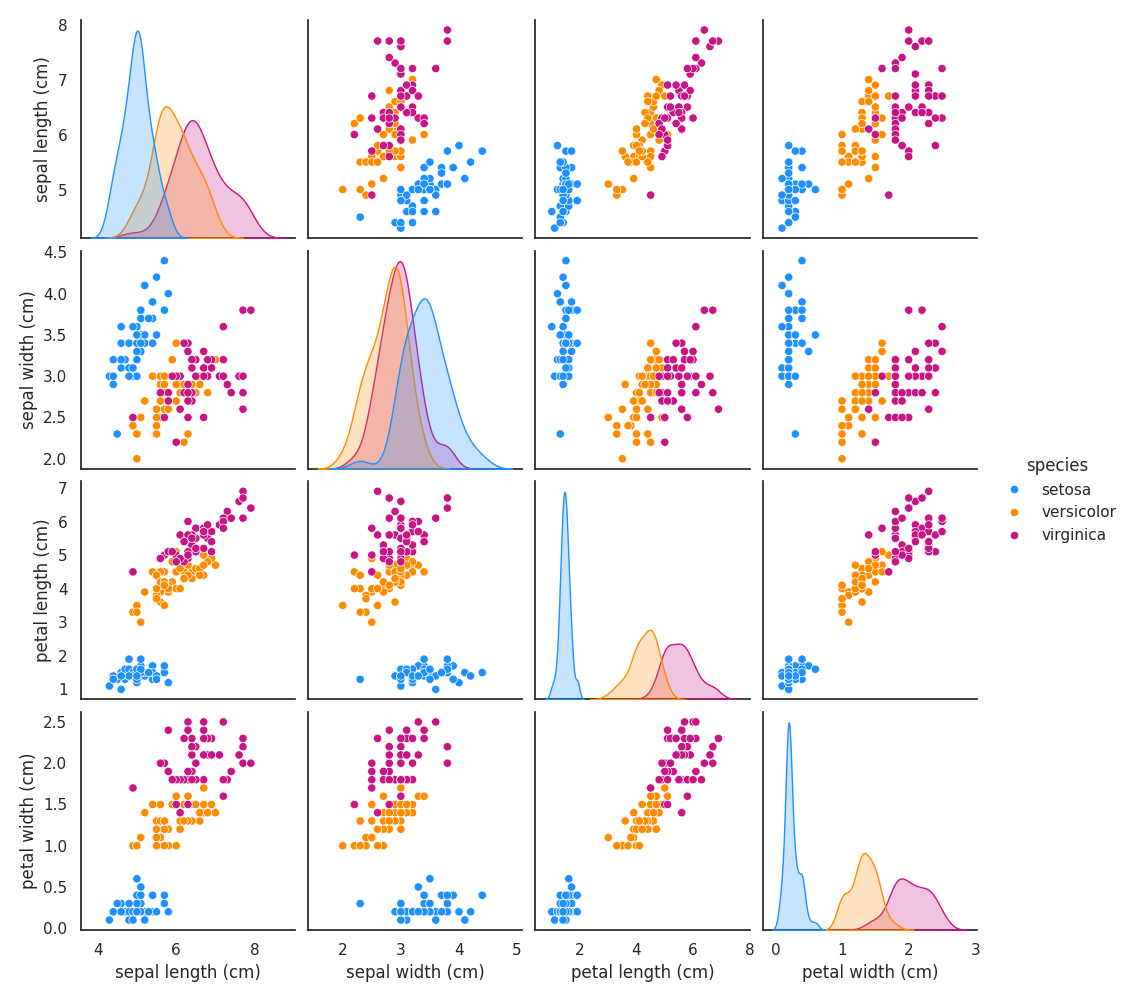 8
7
6
5
sepal length (cm)
4.5
4.0
3.5
3.0
2.5
2.0
sepal width (cm)
7
6
5
4
3
2
1
petal length (cm)
species
setosa
versicolor
virginica
2.5
2.0
1.5
1.0
0.5
0.0
petal width (cm)
4 6 8
2 3 4 5
2 4 6 8
0 1 2 3
sepal length (cm)
sepal width (cm)
petal length (cm)
petal width (cm)